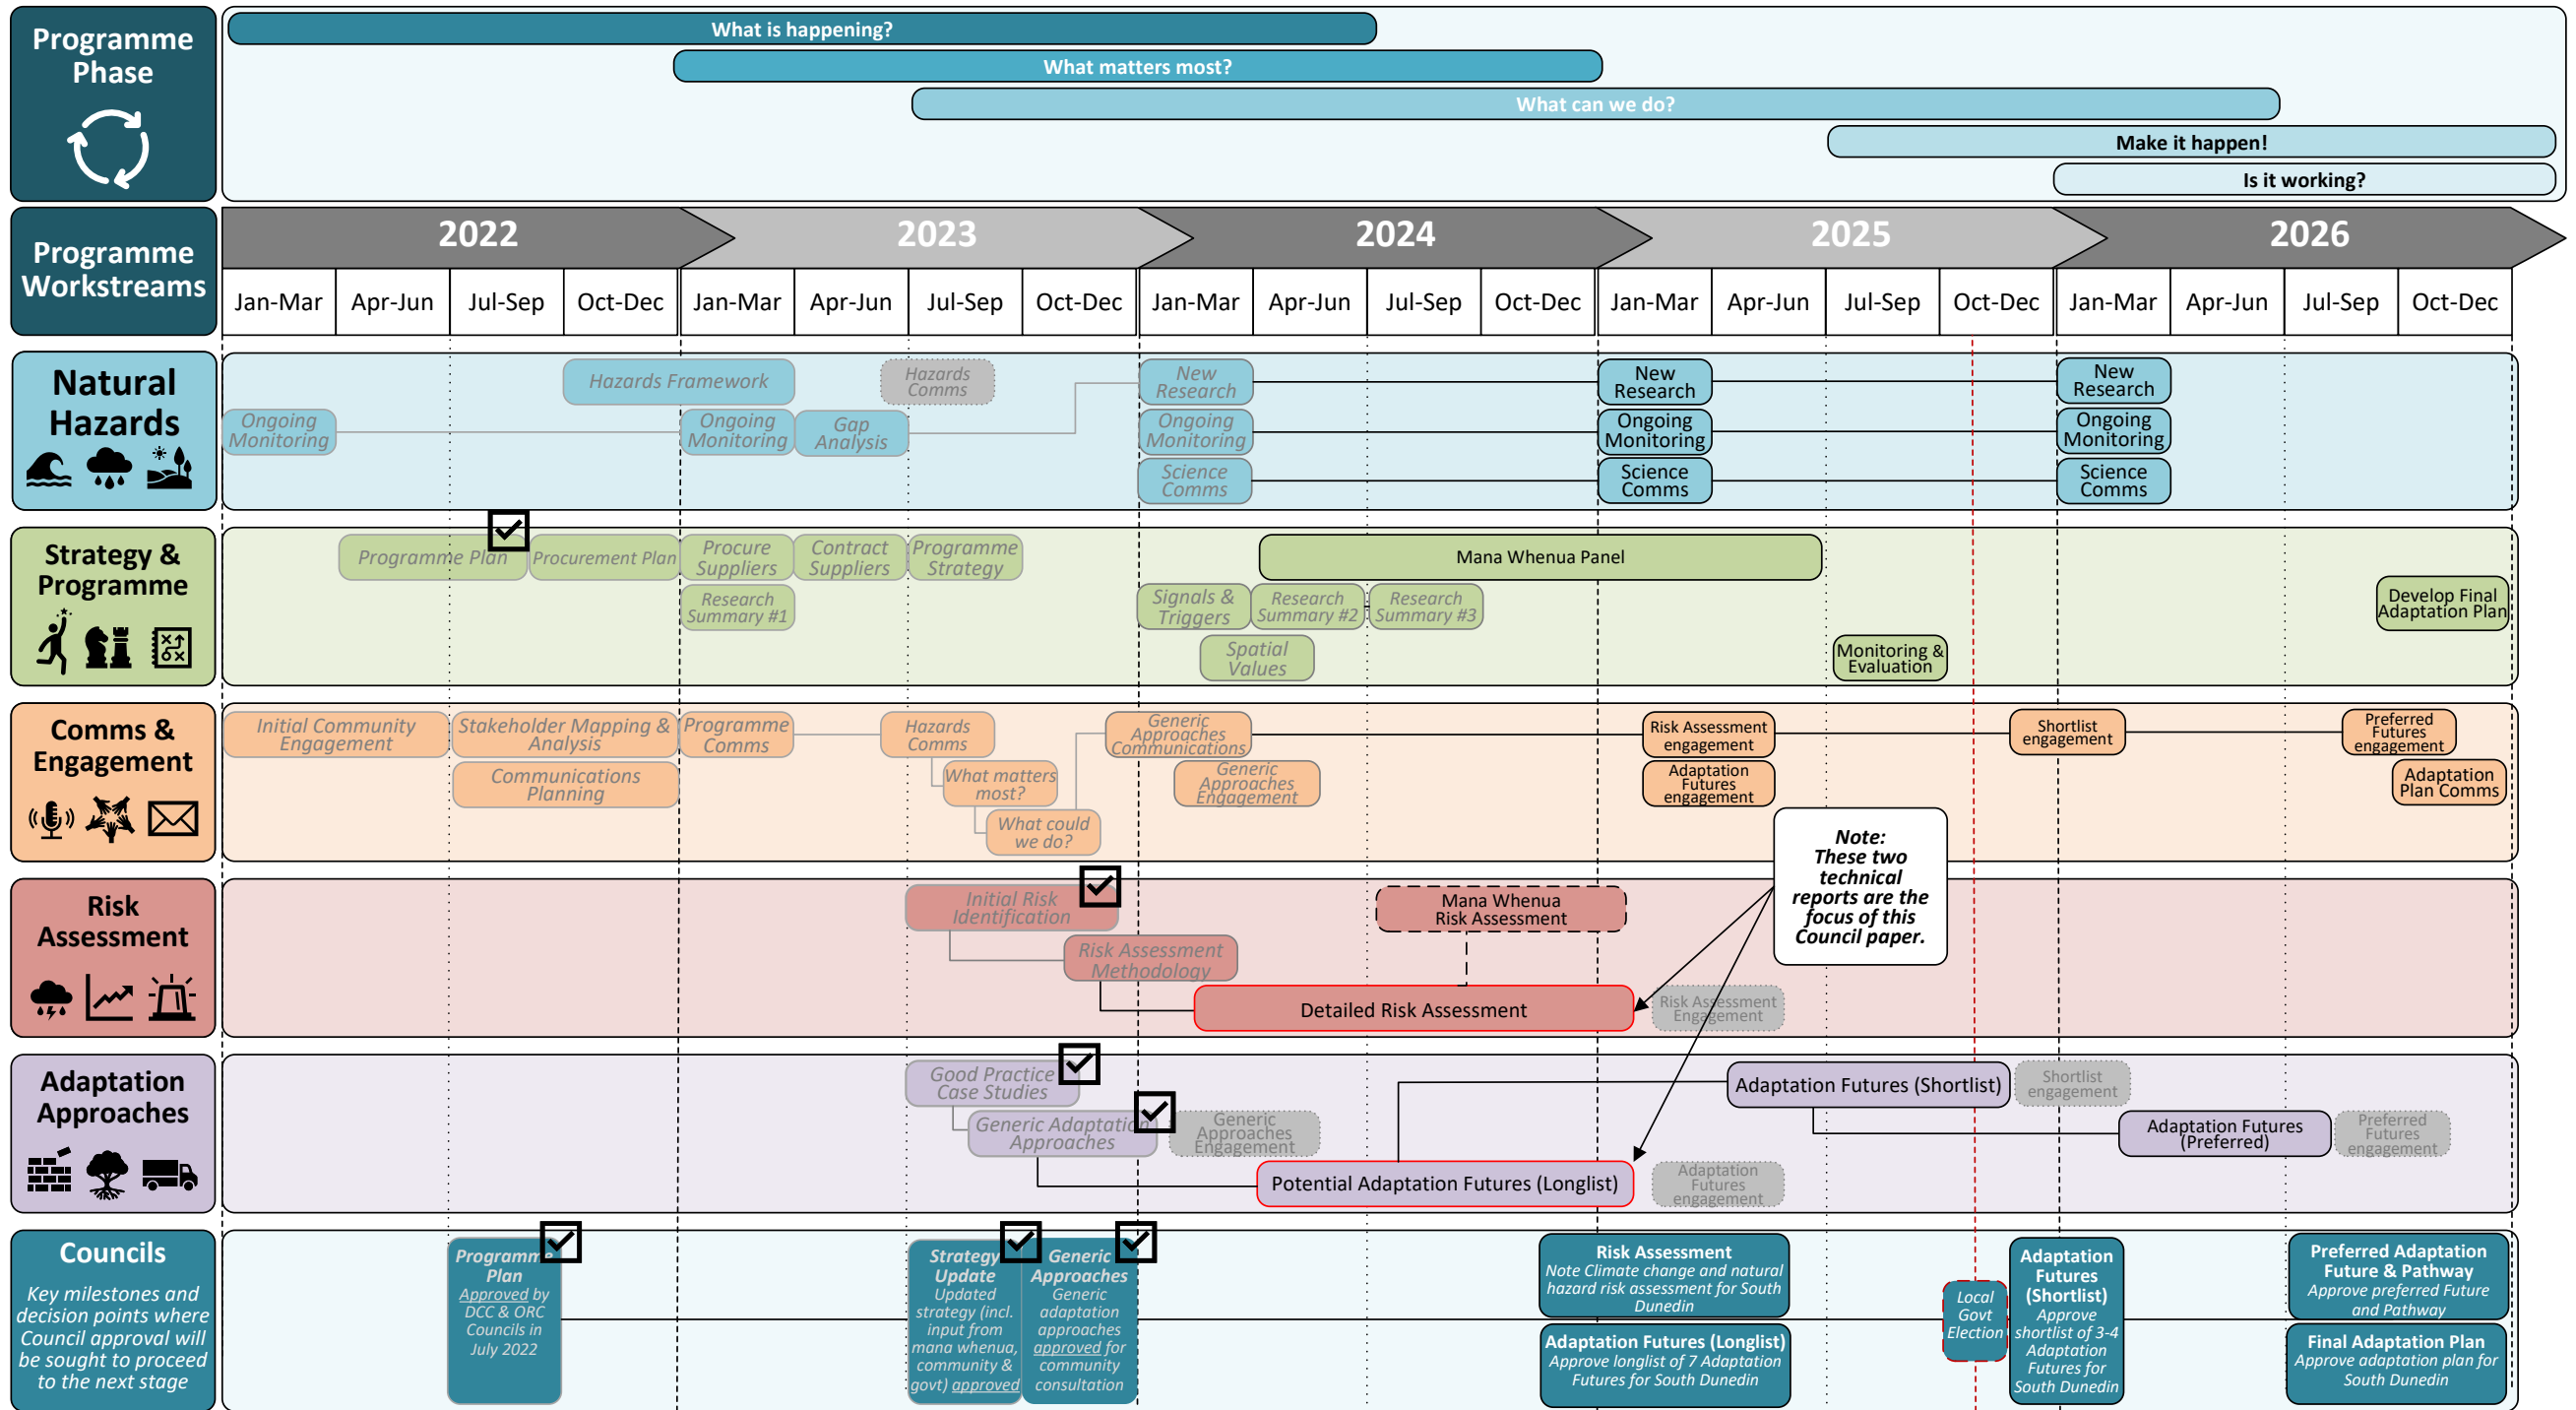 Programme
Phase
What is happening?
What matters most?
What can we do?
Make it happen!
Is it working?
Programme
Workstreams
2022
2023
2024
2025
2026
Jan-Mar
Apr-Jun
Jul-Sep
Oct-Dec
Jan-Mar
Apr-Jun
Jul-Sep
Oct-Dec
Jan-Mar
Apr-Jun
Jul-Sep
Oct-Dec
Jan-Mar
Apr-Jun
Jul-Sep
Oct-Dec
Jan-Mar
Apr-Jun
Jul-Sep
Oct-Dec
Natural
Hazards
Hazards Framework
Hazards
Comms
New
Research
New
Research
New
Research
Ongoing
Monitoring
Ongoing
Monitoring
Gap
Analysis
Ongoing
Monitoring
Ongoing
Monitoring
Ongoing
Monitoring
Science
Comms
Science
Comms
Science
Comms
Strategy &
Programme
Programme Plan
Procurement Plan
Procure
Suppliers
Contract
Suppliers
Programme
Strategy
Mana Whenua Panel
Research
Summary #1
Signals &
Triggers
Research
Summary #2
Research
Summary #3
Develop Final
Adaptation Plan
Spatial
Values
Monitoring &
Evaluation
Comms &
Engagement
Initial Community
Engagement
Stakeholder Mapping &
Analysis
Programme
Comms
Hazards
Comms
Generic
Approaches
Communications
Risk Assessment
engagement
Shortlist
engagement
Preferred
Futures
engagement
Communications
Planning
What matters
most?
Generic
Approaches
Engagement
Adaptation
Futures
engagement
Adaptation
Plan Comms
What could
we do?
Note:
These two
technical
reports are the
focus of this
Council paper.
Risk
Assessment
Initial Risk
Identification
Mana Whenua
Risk Assessment
Risk Assessment
Methodology
Detailed Risk Assessment
Risk Assessment
Engagement
Adaptation
Approaches
Good Practice
Case Studies
Adaptation Futures (Shortlist)
Shortlist
engagement
Generic Adaptation
Approaches
Generic
Approaches
Engagement
Adaptation Futures
(Preferred)
Preferred
Futures
engagement
Potential Adaptation Futures (Longlist)
Adaptation
Futures
engagement
Councils
Key milestones and
decision points where
Council approval will
be sought to proceed
to the next stage
Programme
Plan
Approved by
DCC & ORC
Councils in
July 2022
Strategy
Update
Updated
strategy (incl.
input from
mana whenua,
community &
govt) approved
Generic
Approaches
Generic
adaptation
approaches
approved for
community
consultation
Risk Assessment
Note Climate change and natural
hazard risk assessment for South
Dunedin
Adaptation Futures (Longlist)
Approve longlist of 7 Adaptation
Futures for South Dunedin
Local
Govt
Election
Adaptation
Futures
(Shortlist)
Approve
shortlist of 3-4
Adaptation
Futures for
South Dunedin
Preferred Adaptation
Future & Pathway
Approve preferred Future
and Pathway
Final Adaptation Plan
Approve adaptation plan for
South Dunedin